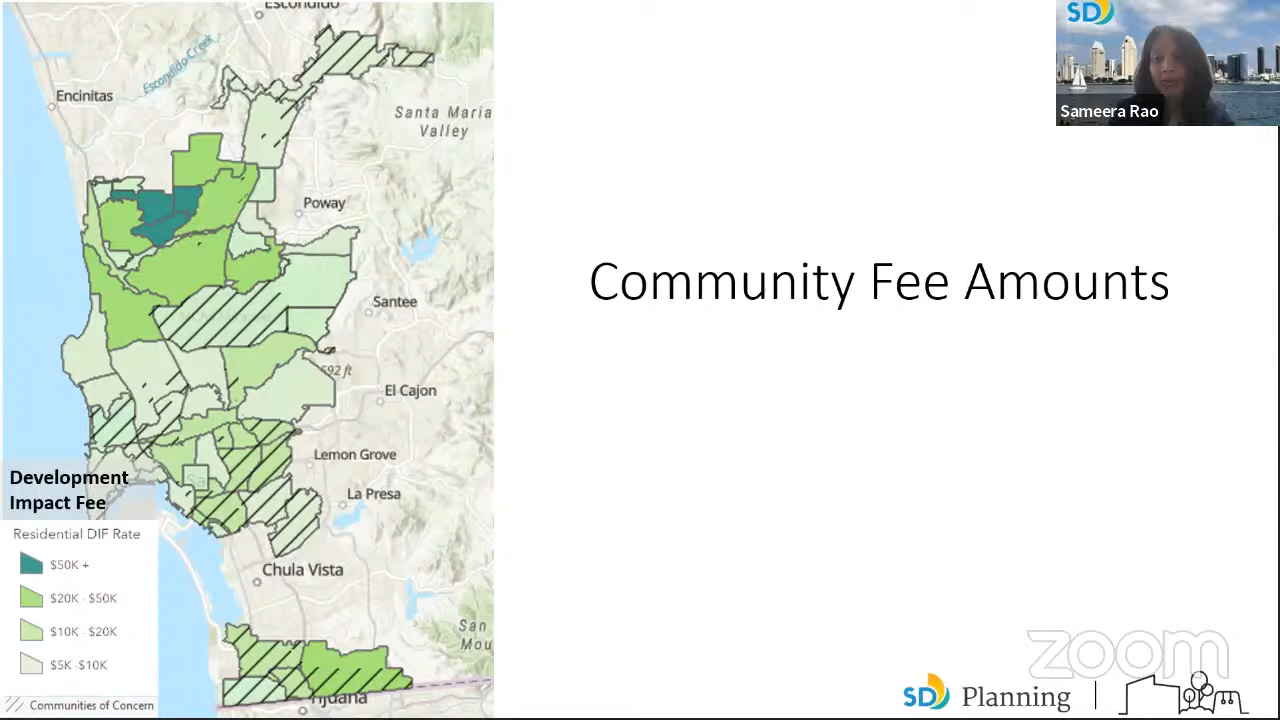 Escondido
Escondido Creek
Encinitas
Santa Maria
Valley
Poway
Santee
592 ft
El Cajon
Lemon Grove
La Presa
Chula Vista
San
Mou
Tijuana
Sa
Development
Impact Fee
Residential DIF Rate
$50K +
$20K - $50K
$10K - $20K
$5K -$10K
Communities of Concern
Community Fee Amounts
SD
Sameera Rao
zoom
SD Planning